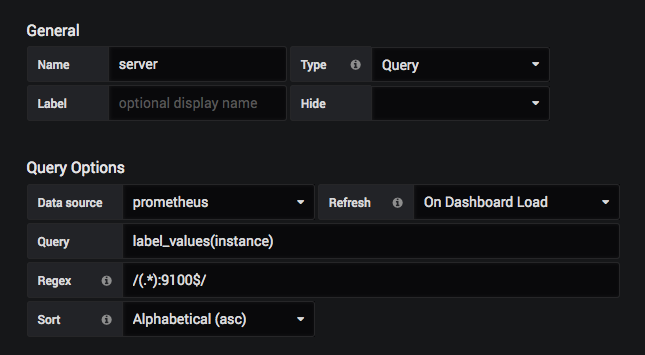 General
Name server Type Query
Label optional display name Hide
Query Options
Data source prometheus Refresh On Dashboard Load
Query label_values(instance)
Regex /(.*):9100$/
Sort Alphabetical (asc)